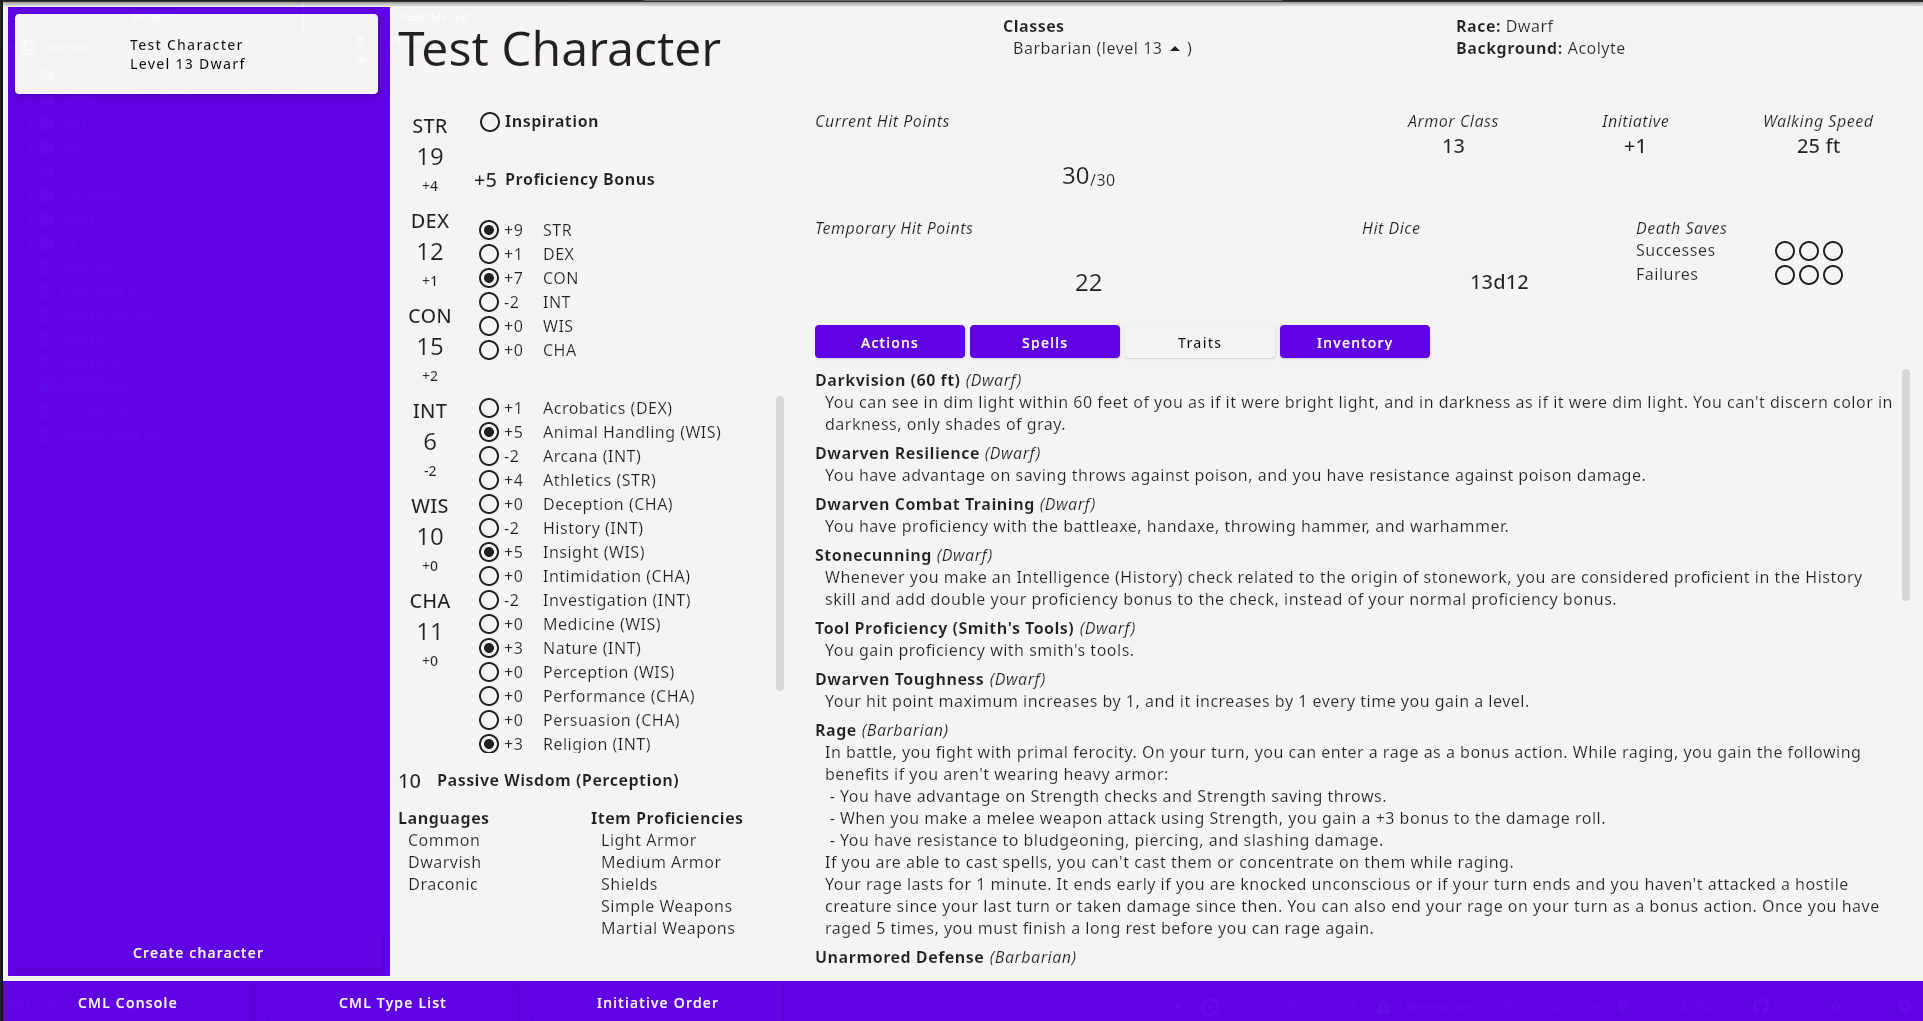 Test Character
Level 13 Dwarf
Create character
Test Character
Classes
Barbarian (level 13 )
Race: Dwarf
Background: Acolyte
STR
19
+4
DEX
12
+1
CON
15
+2
INT
6
-2
WIS
10
+0
CHA
11
+0
Inspiration
+5 Proficiency Bonus
+9 STR
+1 DEX
+7 CON
-2 INT
+0 WIS
+0 CHA
+1 Acrobatics (DEX)
+5 Animal Handling (WIS)
-2 Arcana (INT)
+4 Athletics (STR)
+0 Deception (CHA)
-2 History (INT)
+5 Insight (WIS)
+0 Intimidation (CHA)
-2 Investigation (INT)
+0 Medicine (WIS)
+3 Nature (INT)
+0 Perception (WIS)
+0 Performance (CHA)
+0 Persuasion (CHA)
+3 Religion (INT)
10 Passive Wisdom (Perception)
Languages
Common
Dwarvish
Draconic
Item Proficiencies
Light Armor
Medium Armor
Shields
Simple Weapons
Martial Weapons
Current Hit Points
30/30
Armor Class
13
Initiative
+1
Walking Speed
25 ft
Temporary Hit Points
22
Hit Dice
13d12
Death Saves
Successes
Failures
Actions
Spells
Traits
Inventory
Darkvision (60 ft) (Dwarf)
You can see in dim light within 60 feet of you as if it were bright light, and in darkness as if it were dim light. You can't discern color in
darkness, only shades of gray.
Dwarven Resilience (Dwarf)
You have advantage on saving throws against poison, and you have resistance against poison damage.
Dwarven Combat Training (Dwarf)
You have proficiency with the battleaxe, handaxe, throwing hammer, and warhammer.
Stonecunning (Dwarf)
Whenever you make an Intelligence (History) check related to the origin of stonework, you are considered proficient in the History
skill and add double your proficiency bonus to the check, instead of your normal proficiency bonus.
Tool Proficiency (Smith's Tools) (Dwarf)
You gain proficiency with smith's tools.
Dwarven Toughness (Dwarf)
Your hit point maximum increases by 1, and it increases by 1 every time you gain a level.
Rage (Barbarian)
In battle, you fight with primal ferocity. On your turn, you can enter a rage as a bonus action. While raging, you gain the following
benefits if you aren't wearing heavy armor:
- You have advantage on Strength checks and Strength saving throws.
- When you make a melee weapon attack using Strength, you gain a +3 bonus to the damage roll.
- You have resistance to bludgeoning, piercing, and slashing damage.
If you are able to cast spells, you can't cast them or concentrate on them while raging.
Your rage lasts for 1 minute. It ends early if you are knocked unconscious or if your turn ends and you haven't attacked a hostile
creature since your last turn or taken damage since then. You can also end your rage on your turn as a bonus action. Once you have
raged 5 times, you must finish a long rest before you can rage again.
Unarmored Defense (Barbarian)
CML Console
CML Type List
Initiative Order